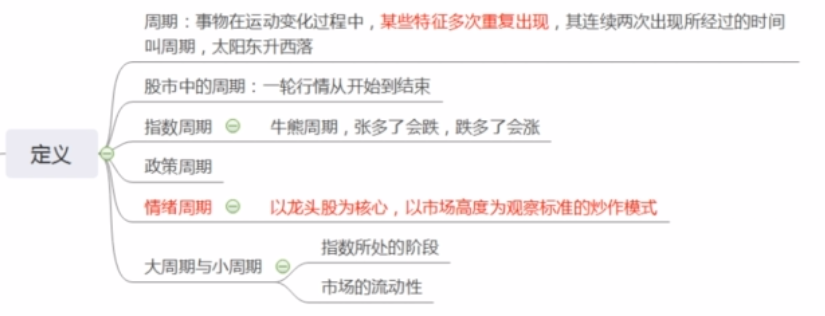 周期：事物在运动变化过程中，某些特征多次重复出现，其连续两次出现所经过的时间
叫周期，太阳东升西落
股市中的周期：一轮行情从开始到结束
指数周期 牛熊周期，张多了会跌，跌多了会涨
定义
政策周期
情绪周期 以龙头股为核心，以市场高度为观察标准的炒作模式
大周期与小周期
指数所处的阶段
市场的流动性